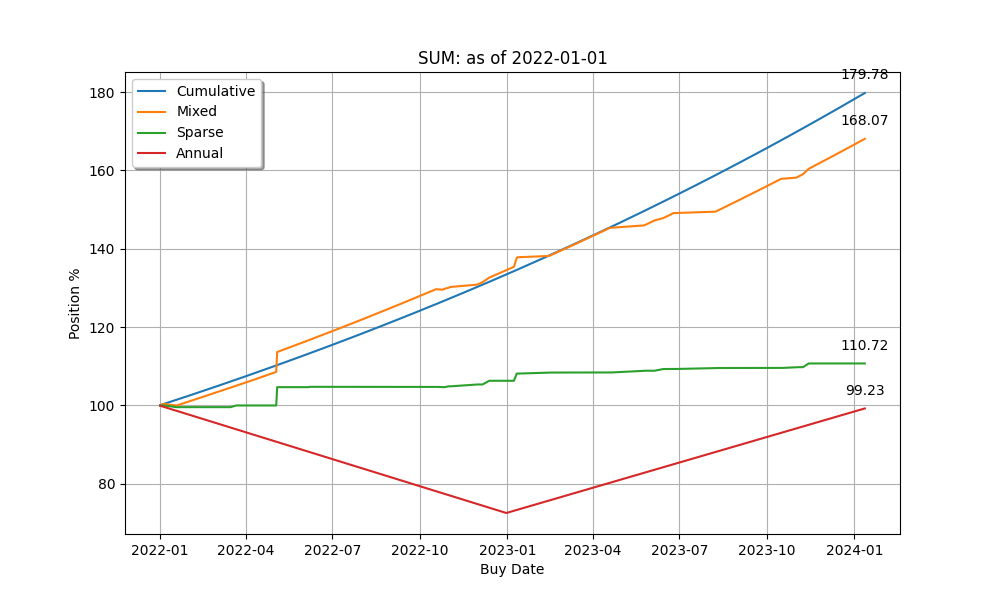 SUM: as of 2022-01-01
Cumulative
Mixed
Sparse
Annual
179.78
168.07
110.72
99.23
180
160
140
120
100
80
Position %
2022-01 2022-04 2022-07 2022-10 2023-01 2023-04 2023-07 2023-10 2024-01
Buy Date